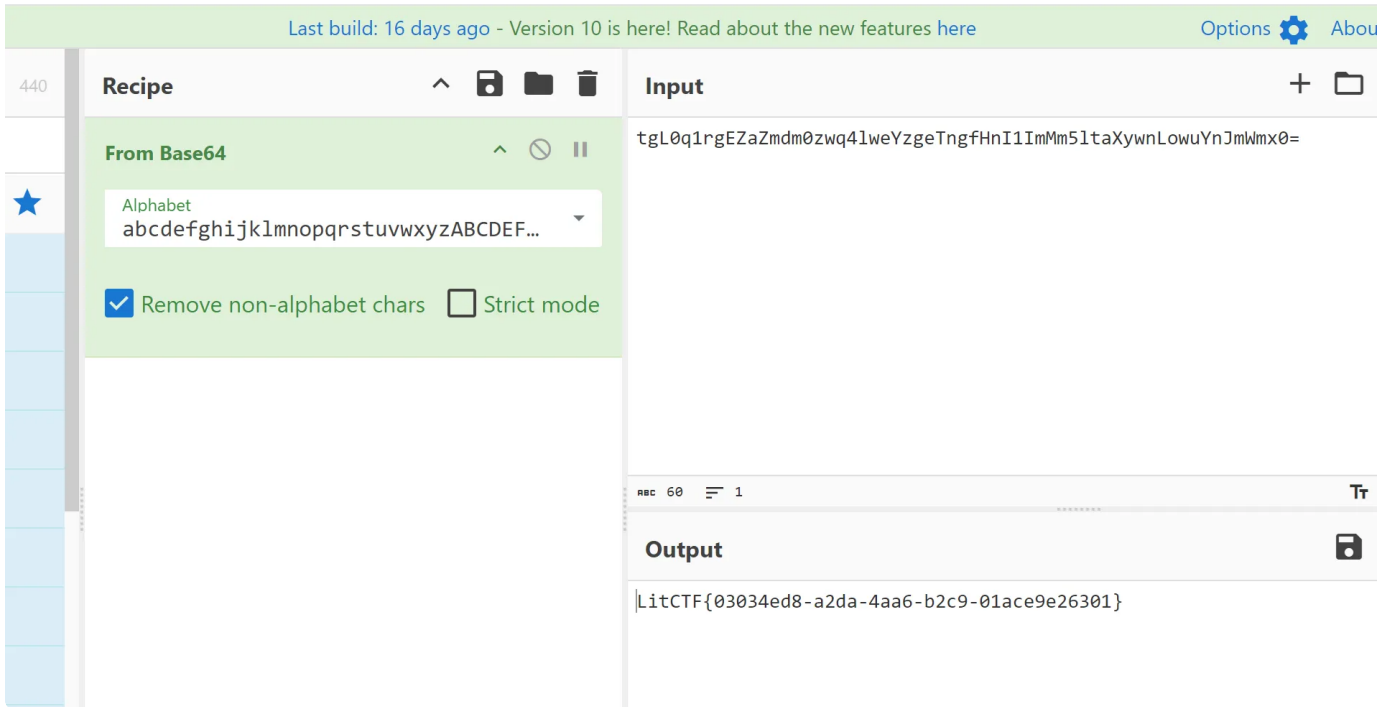 Last build: 16 days ago - Version 10 is here! Read about the new features here
Options
Abou
440
Recipe
Input
From Base64
Alphabet
abcdefghijklmnopqrstuvwxyzABCDEF…
Remove non-alphabet chars
Strict mode
tgL0q1rgEZaZmdm0zwq4lweYzgeTngfHnI1ImMm5ltaXywnLowuYnJmWmx0=
ABC 60
1
Tт
Output
LitCTF{03034ed8-a2da-4aa6-b2c9-01ace9e26301}